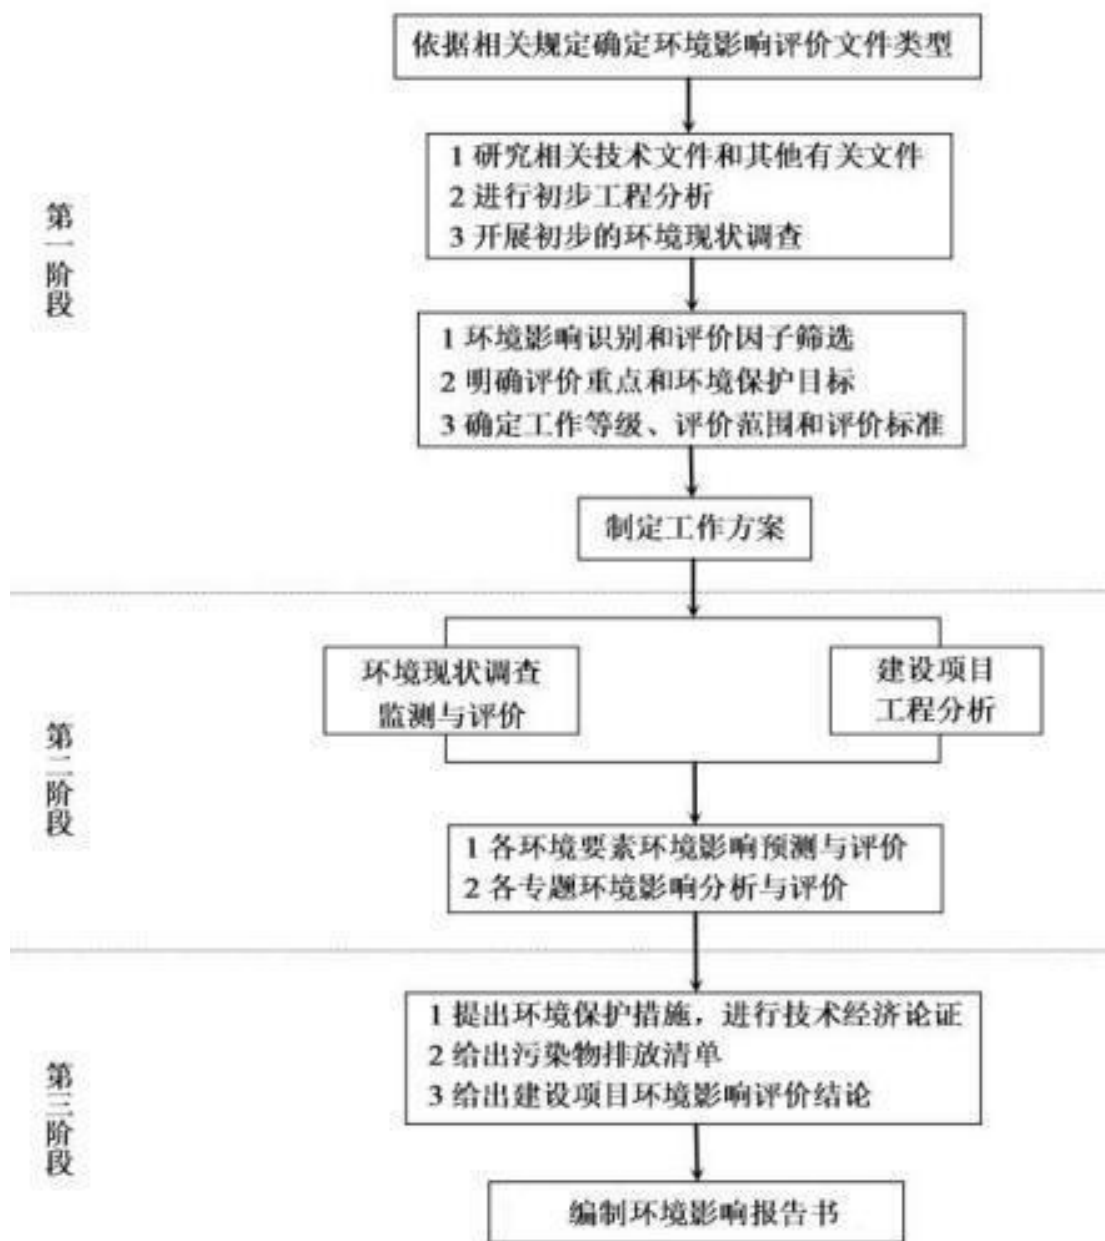 依据相关规定确定环境影响评价文件类型
1 研究相关技术文件和其他有关文件
2 进行初步工程分析
3 开展初步的环境现状调查
第一阶段
1 环境影响识别和评价因子筛选
2 明确评价重点和环境保护目标
3 确定工作等级、评价范围和评价标准
制定工作方案
环境现状调查
监测与评价
建设项目
工程分析
第二阶段
1 各环境要素环境影响预测与评价
2 各专题环境影响分析与评价
1 提出环境保护措施，进行技术经济论证
2 给出污染物排放清单
3 给出建设项目环境影响评价结论
第三阶段
编制环境影响报告书